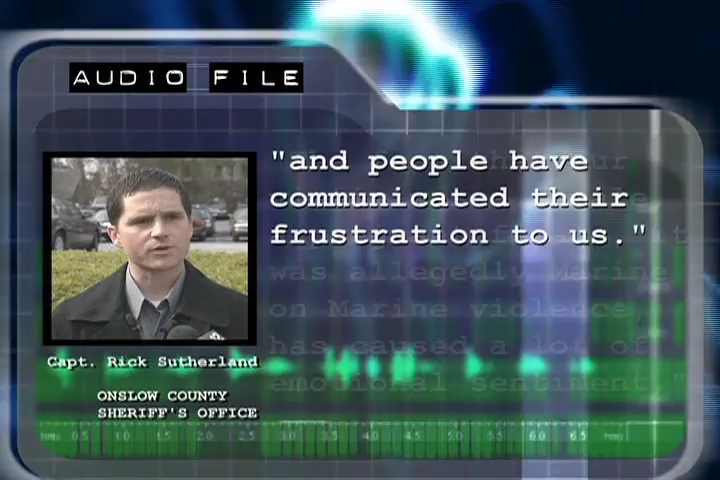 AUDIO FILE
"and people have
communicated their
frustration to us."
was allegedly Marine
on Marine violence,
has caused a lot of
emotional sentiment."
Capt. Rick Sutherland
ONSLOW COUNTY
SHERIFF'S OFFICE
hms 0.5 1.0 2.0 2.5 3.0 3.5 4.0 4.5 5.0 5.5 6.0 6.5 hms